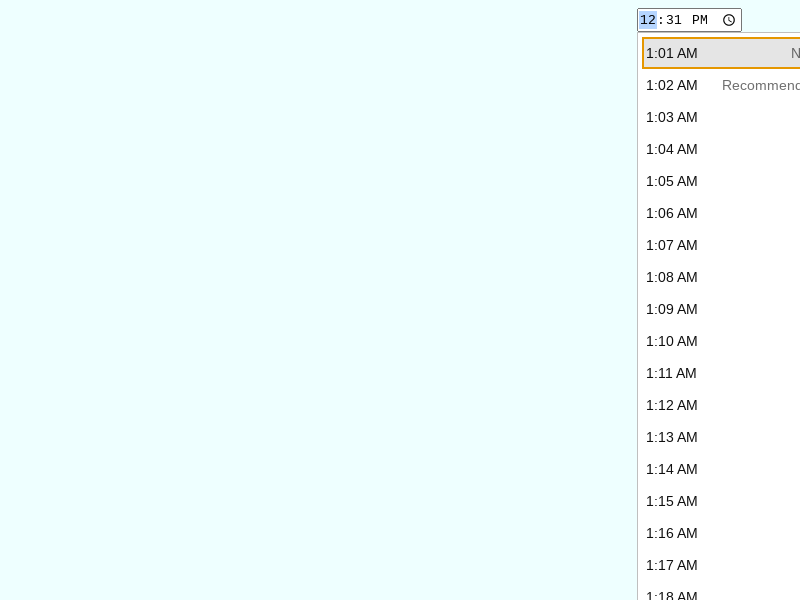 12:31 PM
1:01 AM N
1:02 AM Recommend
1:03 AM
1:04 AM
1:05 AM
1:06 AM
1:07 AM
1:08 AM
1:09 AM
1:10 AM
1:11 AM
1:12 AM
1:13 AM
1:14 AM
1:15 AM
1:16 AM
1:17 AM
1:18 AM